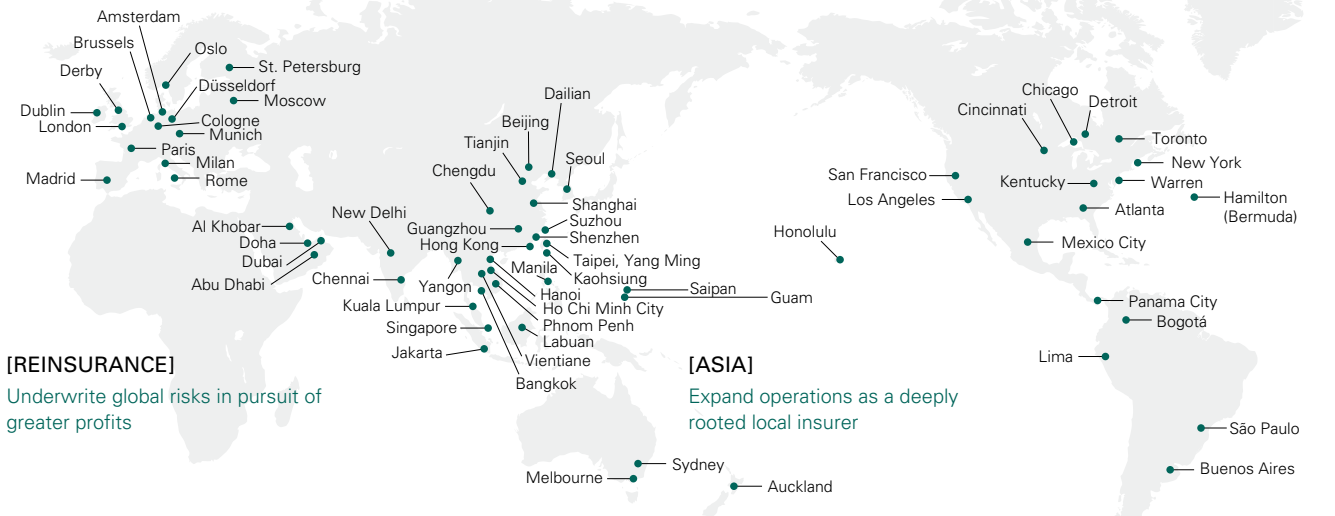 Amsterdam
Brussels
Oslo
Derby
St. Petersburg
Düsseldorf
Moscow
Dublin
Cologne
London
Munich
Paris
Milan
Madrid
Rome
Dailian
Beijing
Tianjin
Seoul
Chengdu
Shanghai
New Delhi
Suzhou
Al Khobar
Guangzhou
Shenzhen
Doha
Hong Kong
Taipei, Yang Ming
Dubai
Manila
Abu Dhabi
Chennai
Kaohsiung
Yangon
Saipan
Hanoi
Guam
Kuala Lumpur
Ho Chi Minh City
Singapore
Phnom Penh
Labuan
Jakarta
Vientiane
Bangkok
Chicago
Detroit
Cincinnati
Toronto
New York
San Francisco
Kentucky
Warren
Los Angeles
Hamilton
(Bermuda)
Atlanta
Honolulu
Mexico City
Panama City
Bogotá
Lima
[REINSURANCE]
Underwrite global risks in pursuit of
greater profits
[ASIA]
Expand operations as a deeply
rooted local insurer
São Paulo
Sydney
Buenos Aires
Melbourne
Auckland